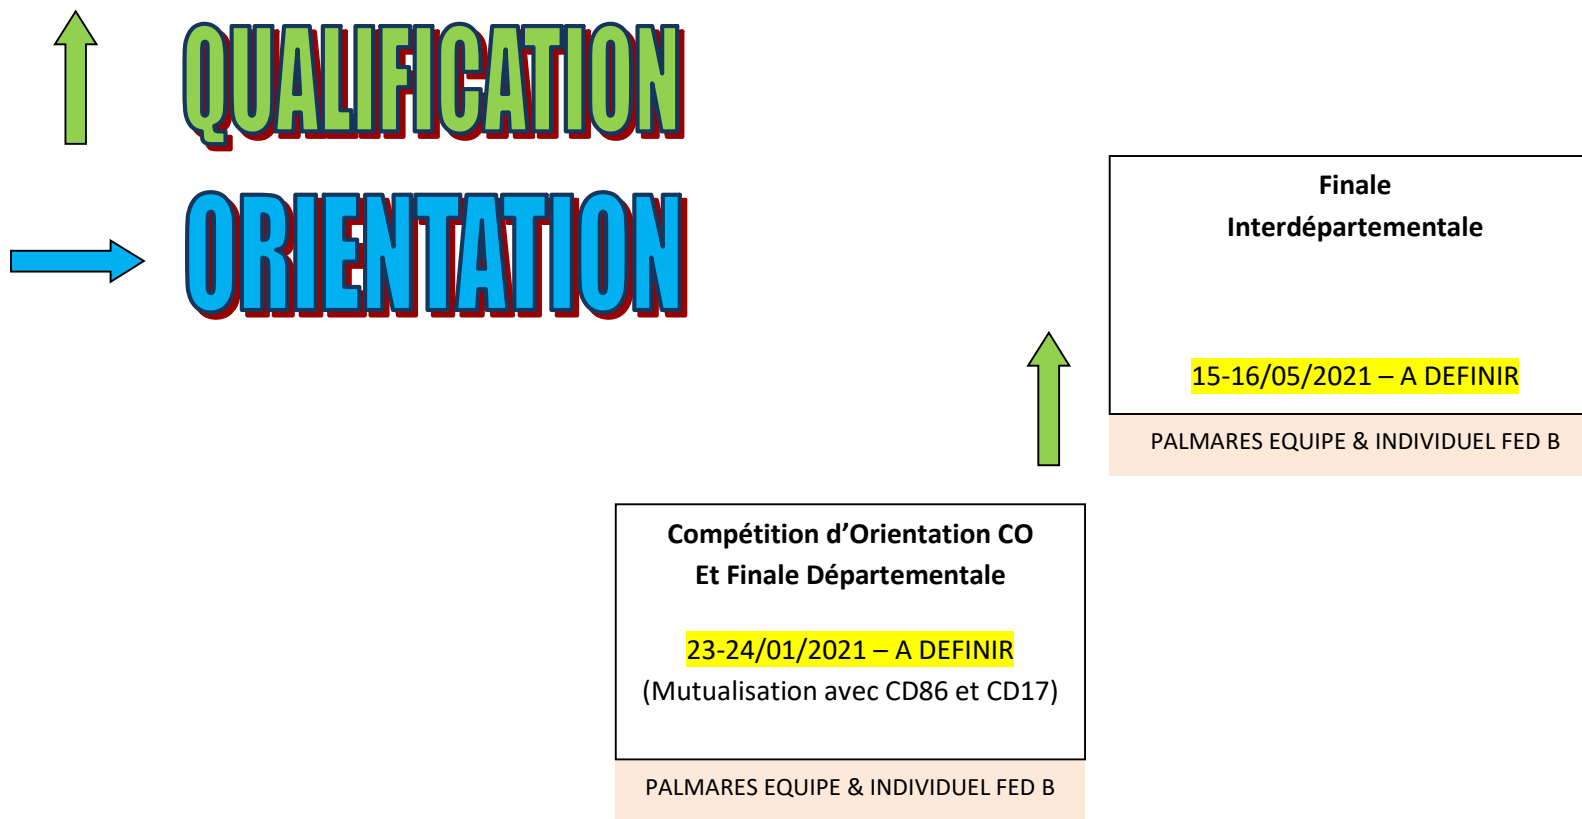 QUALIFICATION
ORIENTATION
Finale
Interdépartementale
15-16/05/2021 – A DEFINIR
PALMARES EQUIPE & INDIVIDUEL FED B
Compétition d’Orientation CO
Et Finale Départementale
23-24/01/2021 – A DEFINIR
(Mutualisation avec CD86 et CD17)
PALMARES EQUIPE & INDIVIDUEL FED B